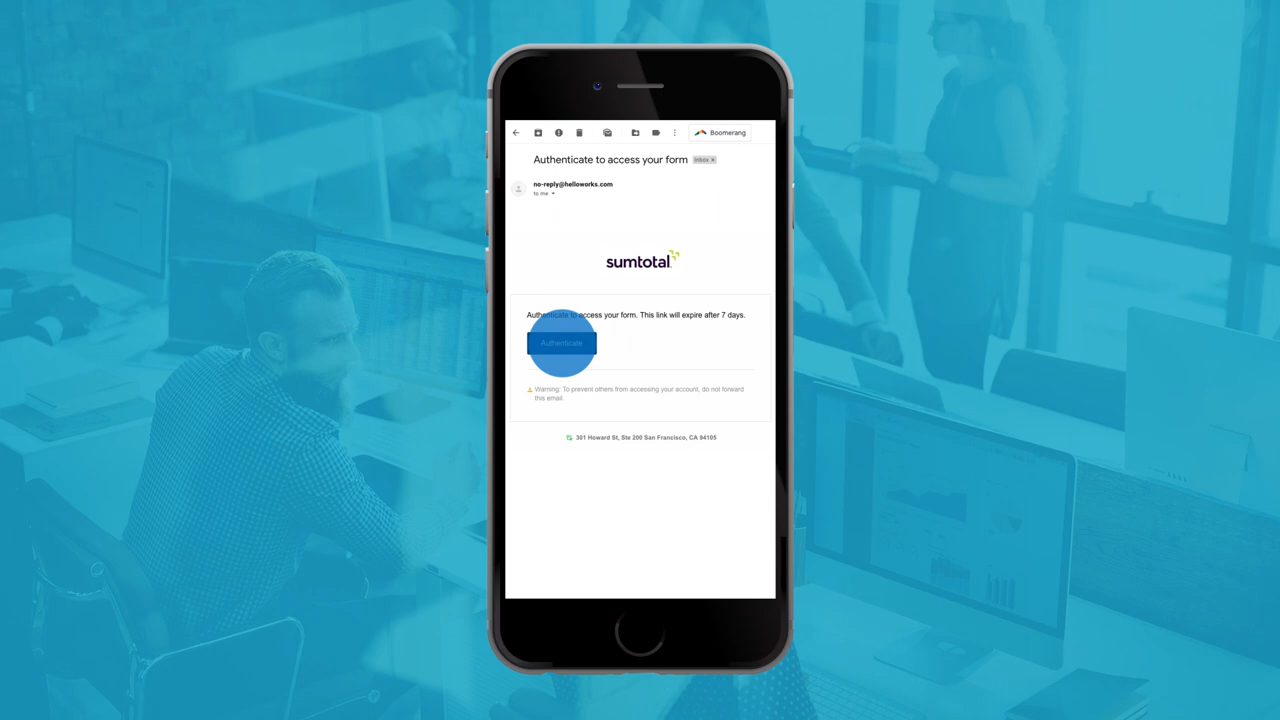 Boomerang
Authenticate to access your form Inbox ×
no-reply@helloworks.com
to me
sumtotal
Authenticate to access your form. This link will expire after 7 days.
Authenticate
Warning: To prevent others from accessing your account, do not forward
this email.
301 Howard St, Ste 200 San Francisco, CA 94105